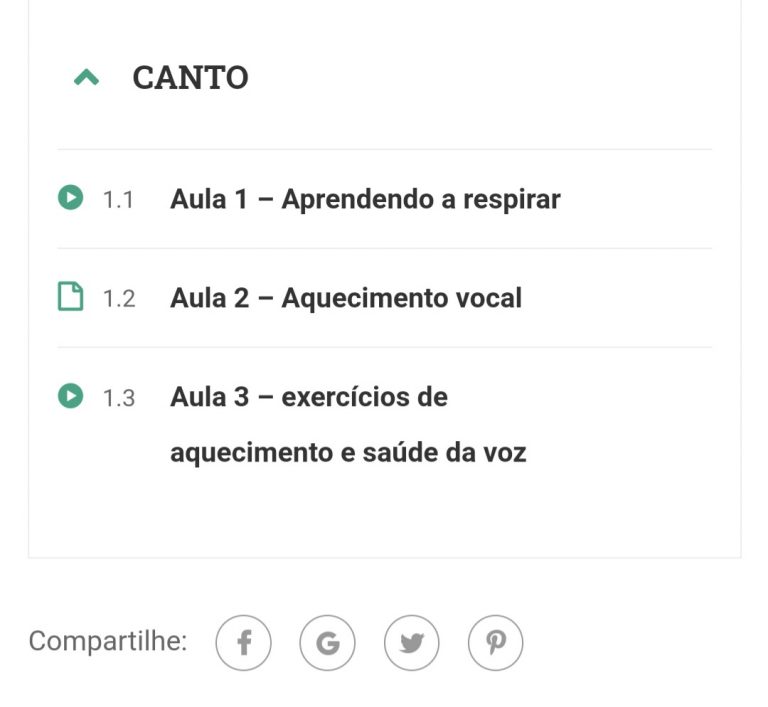 CANTO
1.1 Aula 1 – Aprendendo a respirar
1.2 Aula 2 – Aquecimento vocal
1.3 Aula 3 – exercícios de
aquecimento e saúde da voz
Compartilhe: